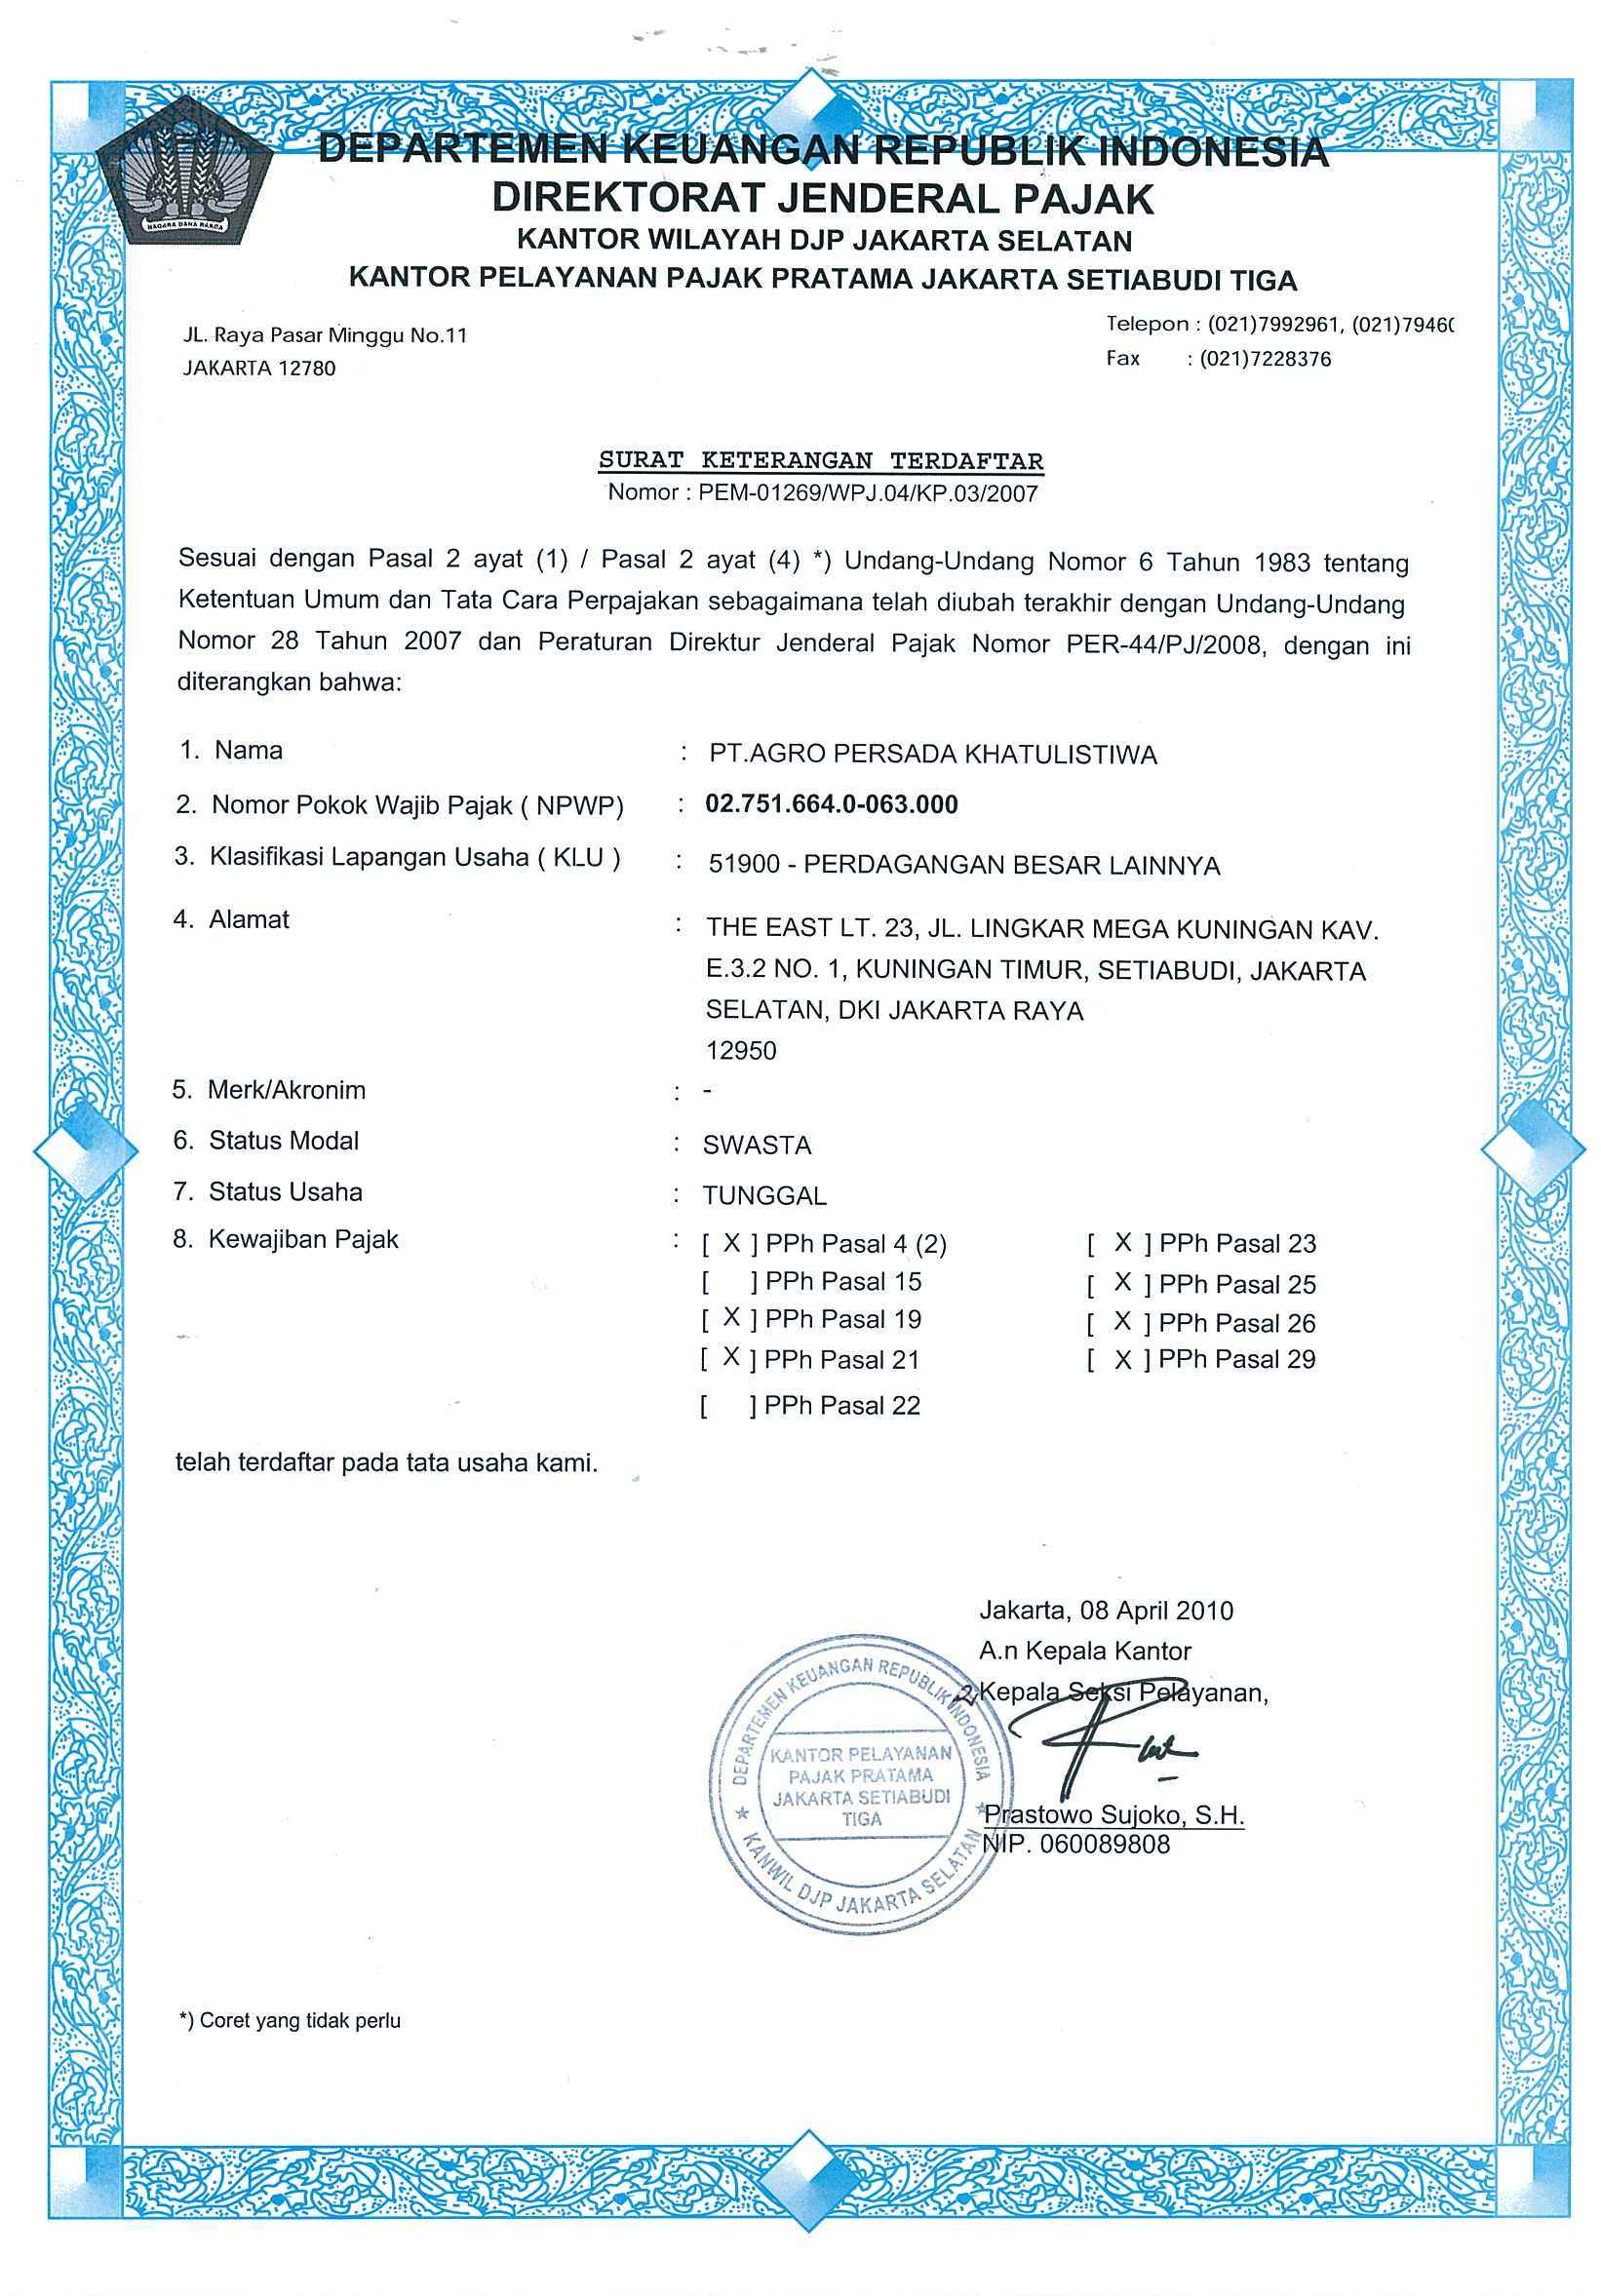 DEPARTEMEN KEUANGAN REPUBLIK INDONESIA
DIREKTORAT JENDERAL PAJAK
KANTOR WILAYAH DJP JAKARTA SELATAN
KANTOR PELAYANAN PAJAK PRATAMA JAKARTA SETIABUDI TIGA
NAGARA DANA RAKCA
JL. Raya Pasar Minggu No.11
JAKARTA 12780
Telepon : (021)7992961, (021)7946
Fax : (021)7228376
SURAT KETERANGAN TERDAFTAR
Nomor : PEM-01269/WPJ.04/KP.03/2007
Sesuai dengan Pasal 2 ayat (1) / Pasal 2 ayat (4) *) Undang-Undang Nomor 6 Tahun 1983 tentang
Ketentuan Umum dan Tata Cara Perpajakan sebagaimana telah diubah terakhir dengan Undang-Undang
Nomor 28 Tahun 2007 dan Peraturan Direktur Jenderal Pajak Nomor PER-44/PJ/2008, dengan ini
diterangkan bahwa:
1. Nama : PT.AGRO PERSADA KHATULISTIWA
2. Nomor Pokok Wajib Pajak ( NPWP) : 02.751.664.0-063.000
3. Klasifikasi Lapangan Usaha ( KLU ) : 51900 - PERDAGANGAN BESAR LAINNYA
4. Alamat : THE EAST LT. 23, JL. LINGKAR MEGA KUNINGAN KAV.
E.3.2 NO. 1, KUNINGAN TIMUR, SETIABUDI, JAKARTA
SELATAN, DKI JAKARTA RAYA
12950
5. Merk/Akronim : -
6. Status Modal : SWASTA
7. Status Usaha : TUNGGAL
8. Kewajiban Pajak : [ X ] PPh Pasal 4 (2) [ X ] PPh Pasal 23
[ ] PPh Pasal 15 [ X ] PPh Pasal 25
[ X ] PPh Pasal 19 [ X ] PPh Pasal 26
[ X ] PPh Pasal 21 [ X ] PPh Pasal 29
[ ] PPh Pasal 22
telah terdaftar pada tata usaha kami.
Jakarta, 08 April 2010
A.n Kepala Kantor
Kepala Seksi Pelayanan,
DEPARTEMEN KEUANGAN REPUBLIK INDONESIA
KANTOR PELAYANAN
PAJAK PRATAMA
JAKARTA SETIABUDI
TIGA
KANWIL DJP JAKARTA SELATAN
Prastowo Sujoko, S.H.
NIP. 060089808
*) Coret yang tidak perlu